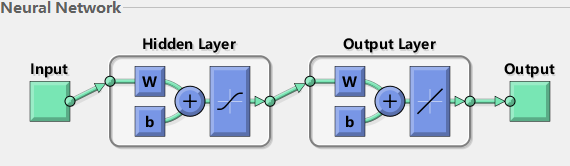 Neural Network
Hidden Layer
Output Layer
Input
Output
W
W
b
b